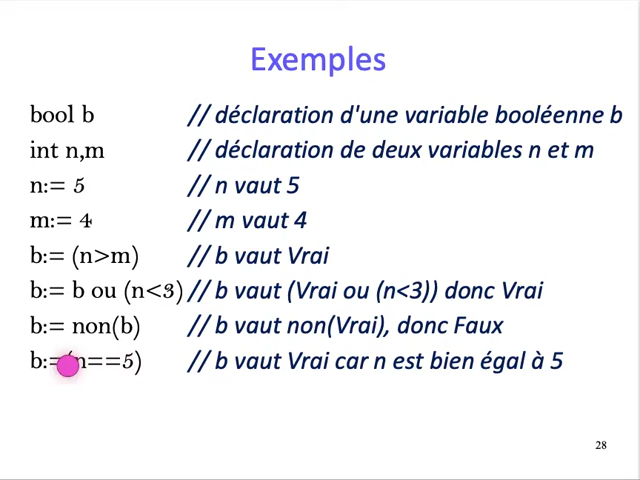 Exemples
bool b // déclaration d'une variable booléenne b
int n,m // déclaration de deux variables n et m
n:= 5 // n vaut 5
m:= 4 // m vaut 4
b:= (n>m) // b vaut Vrai
b:= b ou (n<3) // b vaut (Vrai ou (n<3)) donc Vrai
b:= non(b) // b vaut non(Vrai), donc Faux
b:=(n==5) // b vaut Vrai car n est bien égal à 5
28